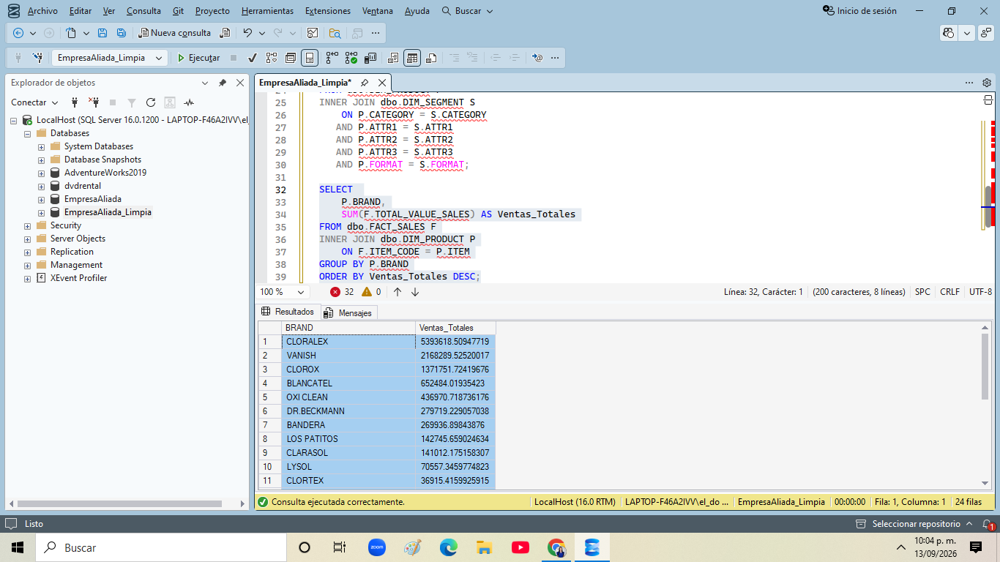 Archivo Editar Ver Consulta Git Proyecto Herramientas Extensiones Ventana Ayuda Buscar Inicio de sesión
Nueva consulta
EmpresaAliada_Limpia Ejecutar
Explorador de objetos
Conectar
LocalHost (SQL Server 16.0.1200 - LAPTOP-F46A2IVV\el_
Databases
System Databases
Database Snapshots
AdventureWorks2019
dvdrental
EmpresaAliada
EmpresaAliada_Limpia
Security
Server Objects
Replication
Management
XEvent Profiler
EmpresaAliada_Limpia*
25 INNER JOIN dbo.DIM_SEGMENT S
26 ON P.CATEGORY = S.CATEGORY
27 AND P.ATTR1 = S.ATTR1
28 AND P.ATTR2 = S.ATTR2
29 AND P.ATTR3 = S.ATTR3
30 AND P.FORMAT = S.FORMAT;
31
32 SELECT
33 P.BRAND,
34 SUM(F.TOTAL_VALUE_SALES) AS Ventas_Totales
35 FROM dbo.FACT_SALES F
36 INNER JOIN dbo.DIM_PRODUCT P
37 ON F.ITEM_CODE = P.ITEM
38 GROUP BY P.BRAND
39 ORDER BY Ventas_Totales DESC;
100 % 32 0 Línea: 32, Carácter: 1 (200 caracteres, 8 líneas) SPC CRLF UTF-8
Resultados Mensajes
BRAND Ventas_Totales
1 CLORALEX 5393618.50947719
2 VANISH 2168289.52520017
3 CLOROX 1371751.72419676
4 BLANCATEL 652484.01935423
5 OXI CLEAN 436970.718736176
6 DR.BECKMANN 279719.229057038
7 BANDERA 269936.89843876
8 LOS PATITOS 142745.659024634
9 CLARASOL 141012.175158307
10 LYSOL 70557.3459774823
11 CLORTEX 36915.4159925915
Consulta ejecutada correctamente. LocalHost (16.0 RTM) LAPTOP-F46A2IVV\el_do ... EmpresaAliada_Limpia 00:00:00 Fila: 1, Columna: 1 24 filas
Listo Seleccionar repositorio 1
Buscar zoom 10:04 p. m.
13/09/2026